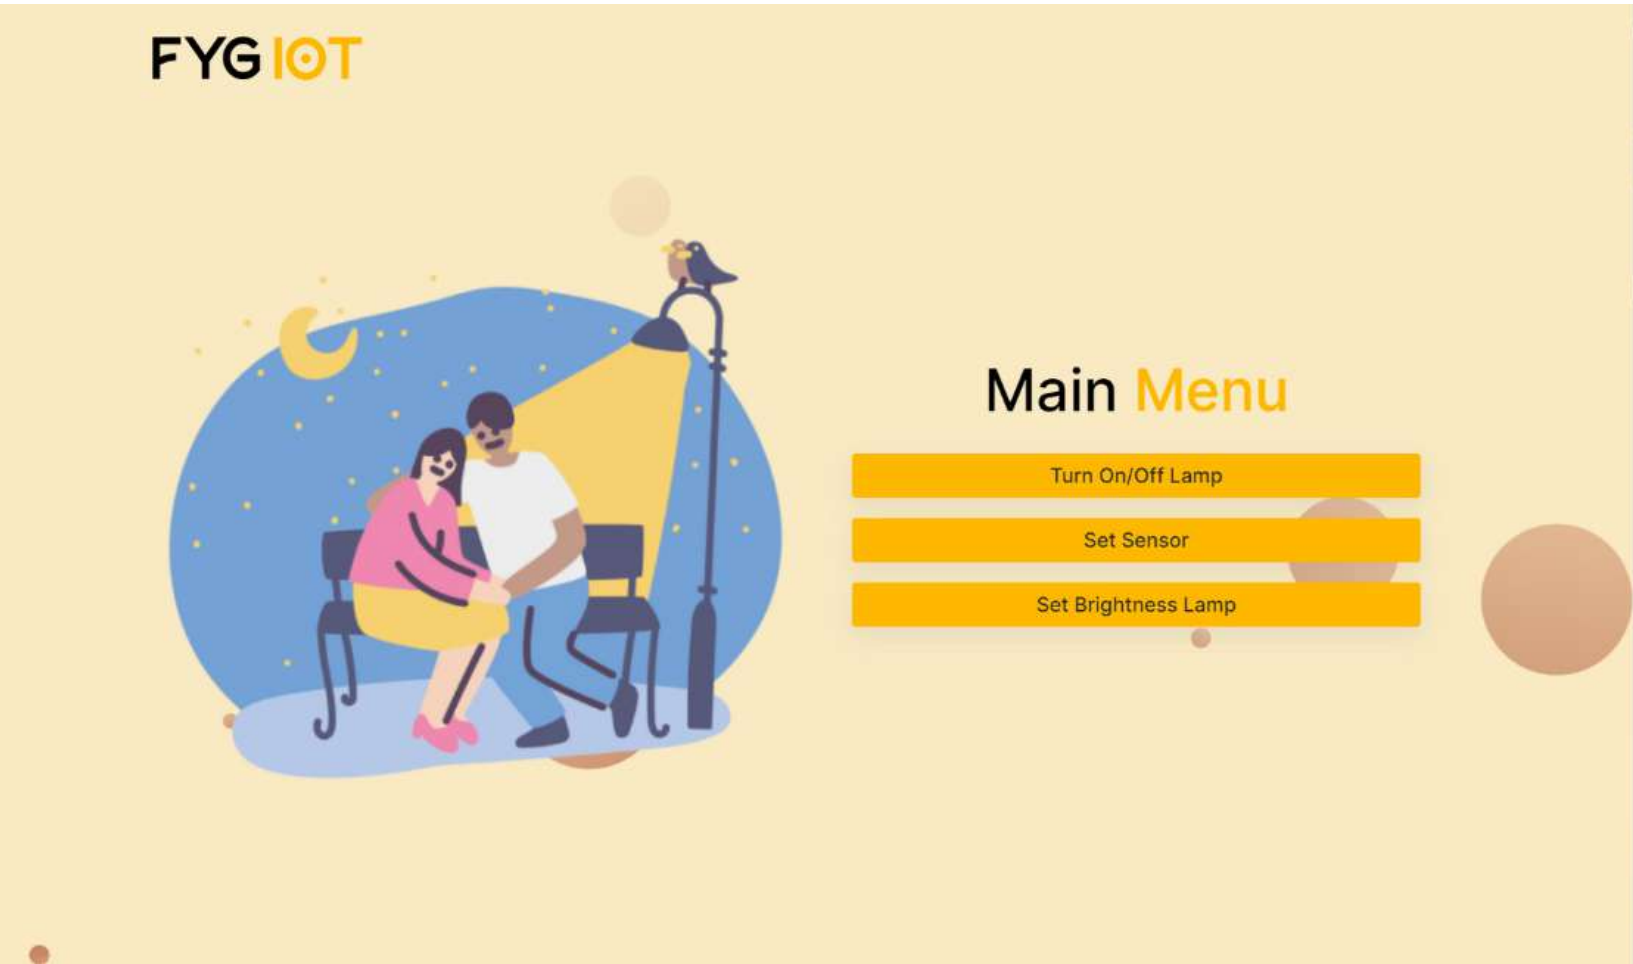 FYG IOT
Main Menu
Turn On/Off Lamp
Set Sensor
Set Brightness Lamp